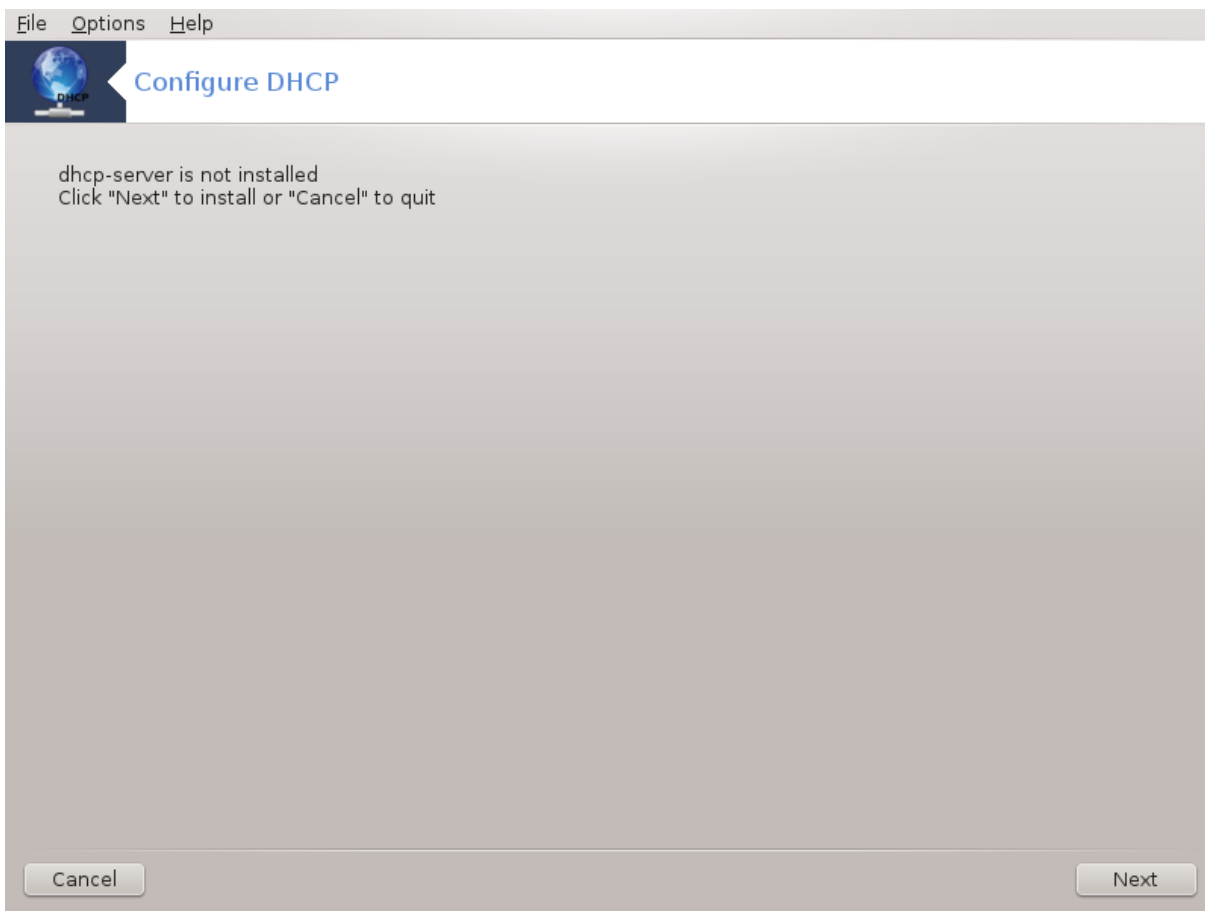 File Options Help
DHCP
Configure DHCP
dhcp-server is not installed
Click "Next" to install or "Cancel" to quit
Cancel Next